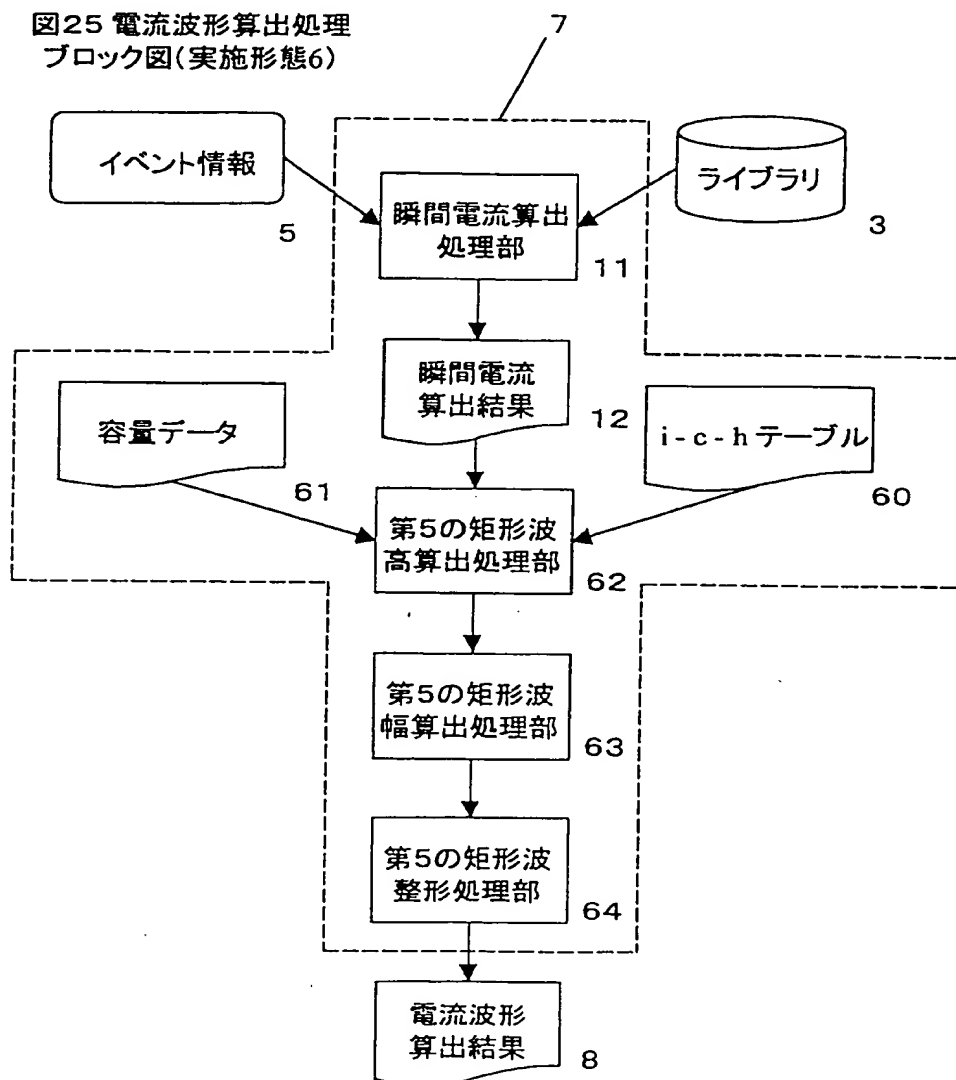 図25 電流波形算出処理
ブロック図(実施形態6)
7
イベント情報
5
ライブラリ
3
瞬間電流算出
処理部
11
瞬間電流
算出結果
12
容量データ
61
i-c-hテーブル
60
第5の矩形波
高算出処理部
62
第5の矩形波
幅算出処理部
63
第5の矩形波
整形処理部
64
電流波形
算出結果
8